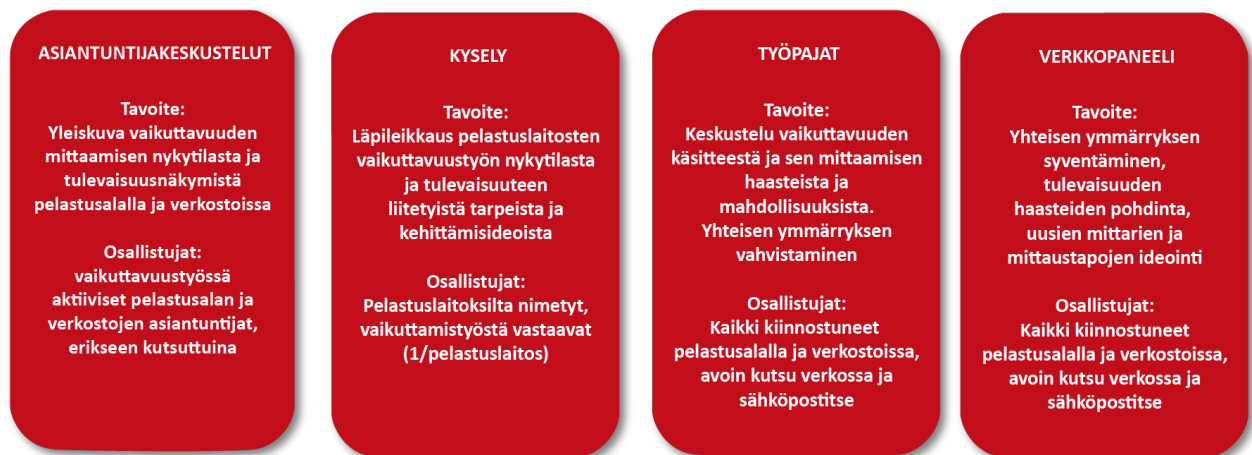 ASIANTUNTIJAKESKUSTELUT
Tavoite:
Yleiskuva vaikuttavuuden
mittaamisen nykytilasta ja
tulevaisuusnäkymistä
pelastusalalla ja verkostoissa
Osallistujat:
vaikuttavuustyössä
aktiiviset pelastusalan ja
verkostojen asiantuntijat,
erikseen kutsuttuina
KYSELY
Tavoite:
Läpileikkaus pelastuslaitosten
vaikuttavuustyön nykytilasta
ja tulevaisuuteen
liitetyistä tarpeista ja
kehittämisideoista
Osallistujat:
Pelastuslaitoksilta nimetyt,
vaikuttamistyöstä vastaavat
(1/pelastuslaitos)
TYÖPAJAT
Tavoite:
Keskustelu vaikuttavuuden
käsitteestä ja sen mittaamisen
haasteista ja
mahdollisuuksista.
Yhteisen ymmärryksen
vahvistaminen
Osallistujat:
Kaikki kiinnostuneet
pelastusalalla ja verkostoissa,
avoin kutsu verkossa ja
sähköpostitse
VERKKOPANEELI
Tavoite:
Yhteisen ymmärryksen
syventäminen,
tulevaisuuden
haasteiden pohdinta,
uusien mittarien ja
mittaustapojen ideointi
Osallistujat:
Kaikki kiinnostuneet
pelastusalalla ja verkostoissa,
avoin kutsu verkossa ja
sähköpostitse